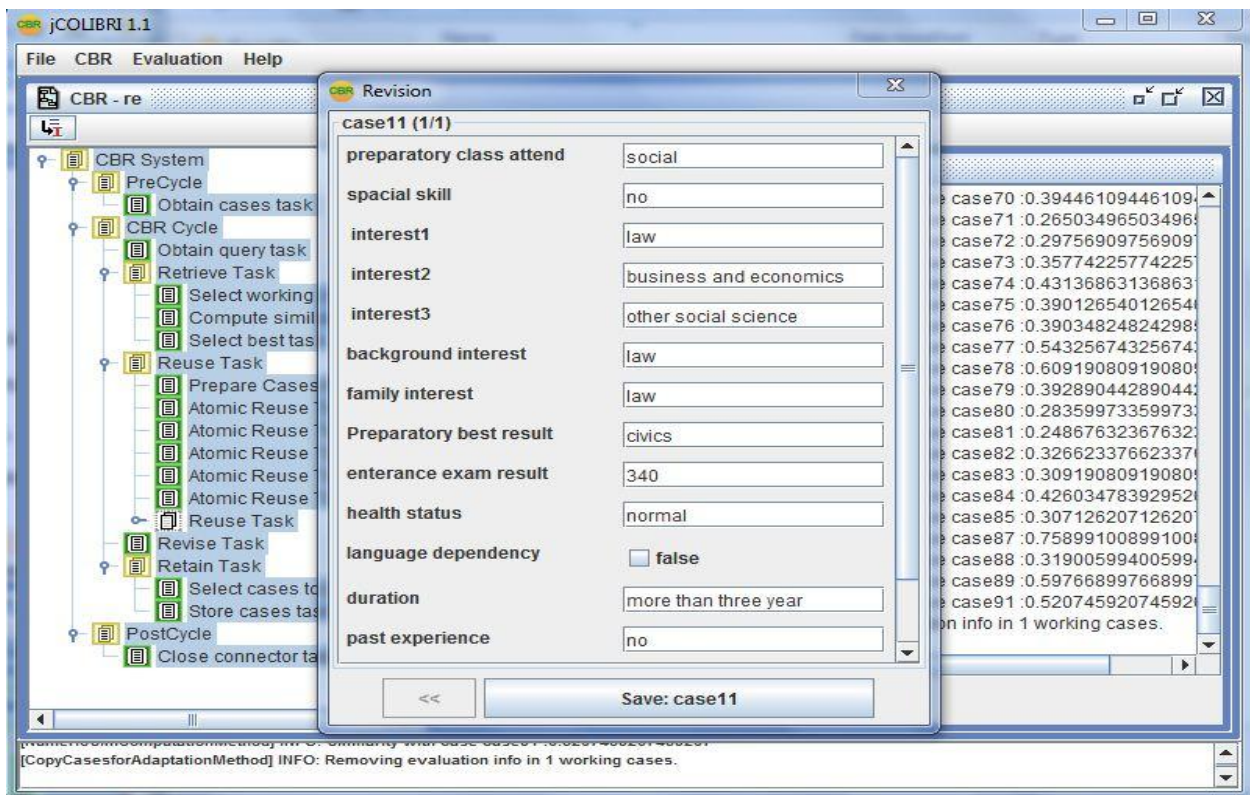 CBR jCOLIBRI 1.1
File CBR Evaluation Help
CBR - re
CBR System
PreCycle
Obtain cases task
CBR Cycle
Obtain query task
Retrieve Task
Select working
Compute simil
Select best tas
Reuse Task
Prepare Cases
Atomic Reuse
Atomic Reuse
Atomic Reuse
Atomic Reuse
Atomic Reuse
Reuse Task
Revise Task
Retain Task
Select cases to
Store cases tas
PostCycle
Close connector ta
CBR Revision
case11 (1/1)
preparatory class attend social
spacial skill no
interest1 law
interest2 business and economics
interest3 other social science
background interest law
family interest law
Preparatory best result civics
enterance exam result 340
health status normal
language dependency false
duration more than three year
past experience no
<< Save: case11
e case70 :0.394461094461094
e case71 :0.26503496503496
e case72 :0.29756909756909
e case73 :0.35774225774225
e case74 :0.43136863136863
e case75 :0.39012654012654
e case76 :0.39034824824298
e case77 :0.54325674325674
e case78 :0.60919080919080
e case79 :0.39289044289044
e case80 :0.28359973359973
e case81 :0.24867632367632
e case82 :0.32662337662337
e case83 :0.30919080919080
e case84 :0.42603478392952
e case85 :0.30712620712620
e case87 :0.75899100899100
e case88 :0.31900599400599
e case89 :0.59766899766899
e case91 :0.52074592074592
on info in 1 working cases.
[CopyCasesforAdaptationMethod] INFO: Removing evaluation info in 1 working cases.